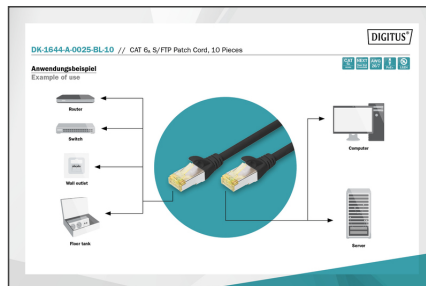 DIGITUS®
DK-1644-A-0025-BL-10 // CAT 6A S/FTP Patch Cord, 10 Pieces
Anwendungsbeispiel
Example of use
Router
Switch
Wall outlet
Floor tank
Computer
Server